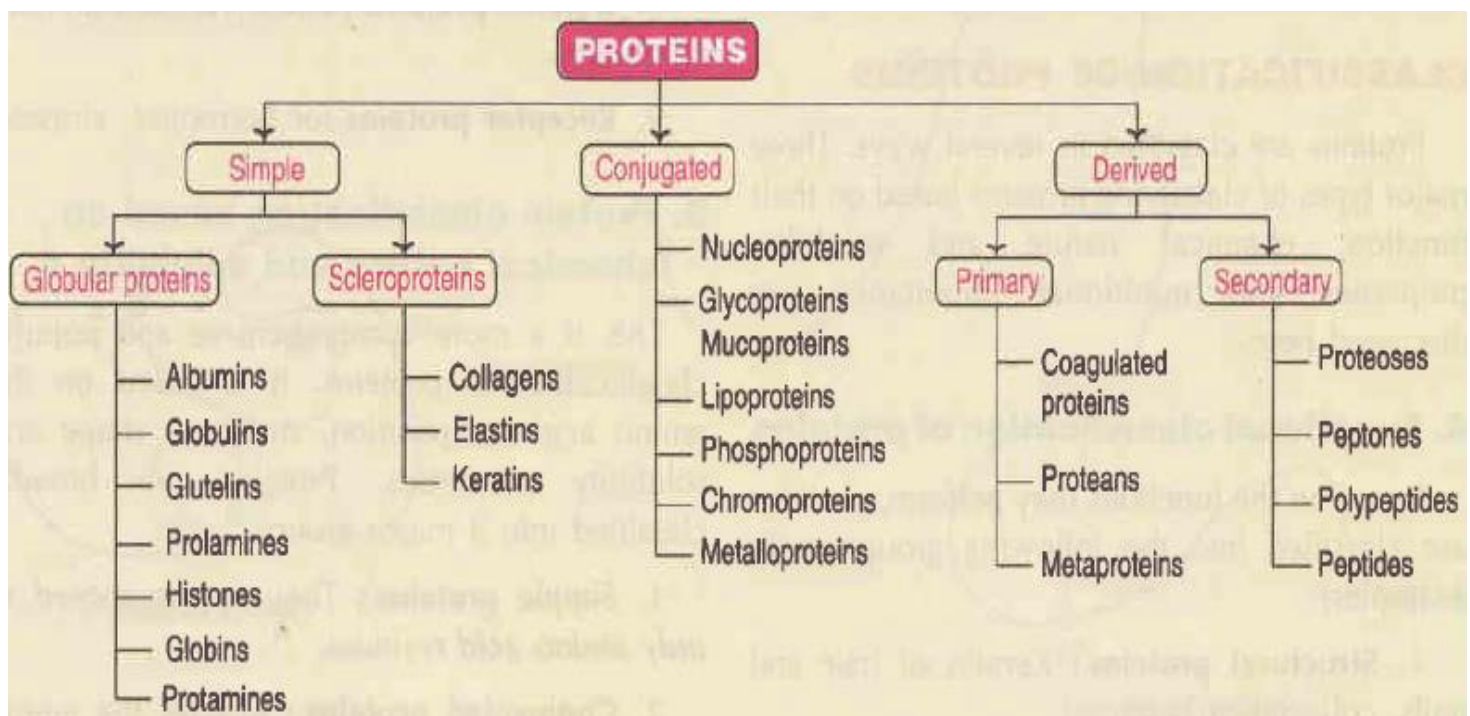 PROTEINS
Simple
Conjugated
Derived
Globular proteins
Scleroproteins
Primary
Secondary
Albumins
Globulins
Glutelins
Prolamines
Histones
Globins
Protamines
Collagens
Elastins
Keratins
Nucleoproteins
Glycoproteins
Mucoproteins
Lipoproteins
Phosphoproteins
Chromoproteins
Metalloproteins
Coagulated
proteins
Proteans
Metaproteins
Proteoses
Peptones
Polypeptides
Peptides